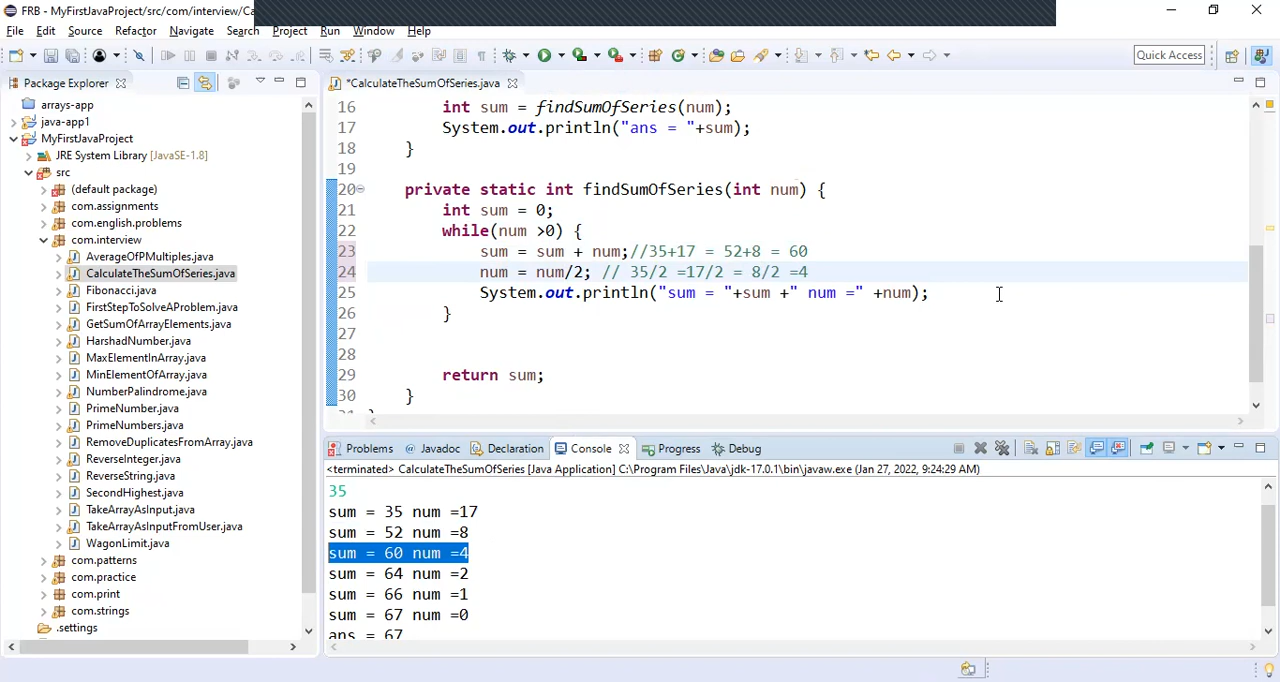 FRB - MyFirstJavaProject/src/com/interview/Ca
File Edit Source Refactor Navigate Search Project Run Window Help
Quick Access
Package Explorer
*CalculateTheSumOfSeries.java
arrays-app
java-app1
MyFirstJavaProject
JRE System Library [JavaSE-1.8]
src
(default package)
com.assignments
com.english.problems
com.interview
AverageOfPMultiples.java
CalculateTheSumOfSeries.java
Fibonacci.java
FirstStepToSolveAProblem.java
GetSumOfArrayElements.java
HarshadNumber.java
MaxElementInArray.java
MinElementOfArray.java
NumberPalindrome.java
PrimeNumber.java
PrimeNumbers.java
RemoveDuplicatesFromArray.java
ReverseInteger.java
ReverseString.java
SecondHighest.java
TakeArrayAsInput.java
TakeArrayAsInputFromUser.java
WagonLimit.java
com.patterns
com.practice
com.print
com.strings
.settings
16 int sum = findSumOfSeries(num);
17 System.out.println("ans = "+sum);
18 }
19
20 private static int findSumOfSeries(int num) {
21 int sum = 0;
22 while(num >0) {
23 sum = sum + num;//35+17 = 52+8 = 60
24 num = num/2; // 35/2 =17/2 = 8/2 =4
25 System.out.println("sum = "+sum +" num =" +num);
26 }
27
28
29 return sum;
30 }
31 }
Problems Javadoc Declaration Console Progress Debug
<terminated> CalculateTheSumOfSeries [Java Application] C:\Program Files\Java\jdk-17.0.1\bin\javaw.exe (Jan 27, 2022, 9:24:29 AM)
35
sum = 35 num =17
sum = 52 num =8
sum = 60 num =4
sum = 64 num =2
sum = 66 num =1
sum = 67 num =0
ans = 67